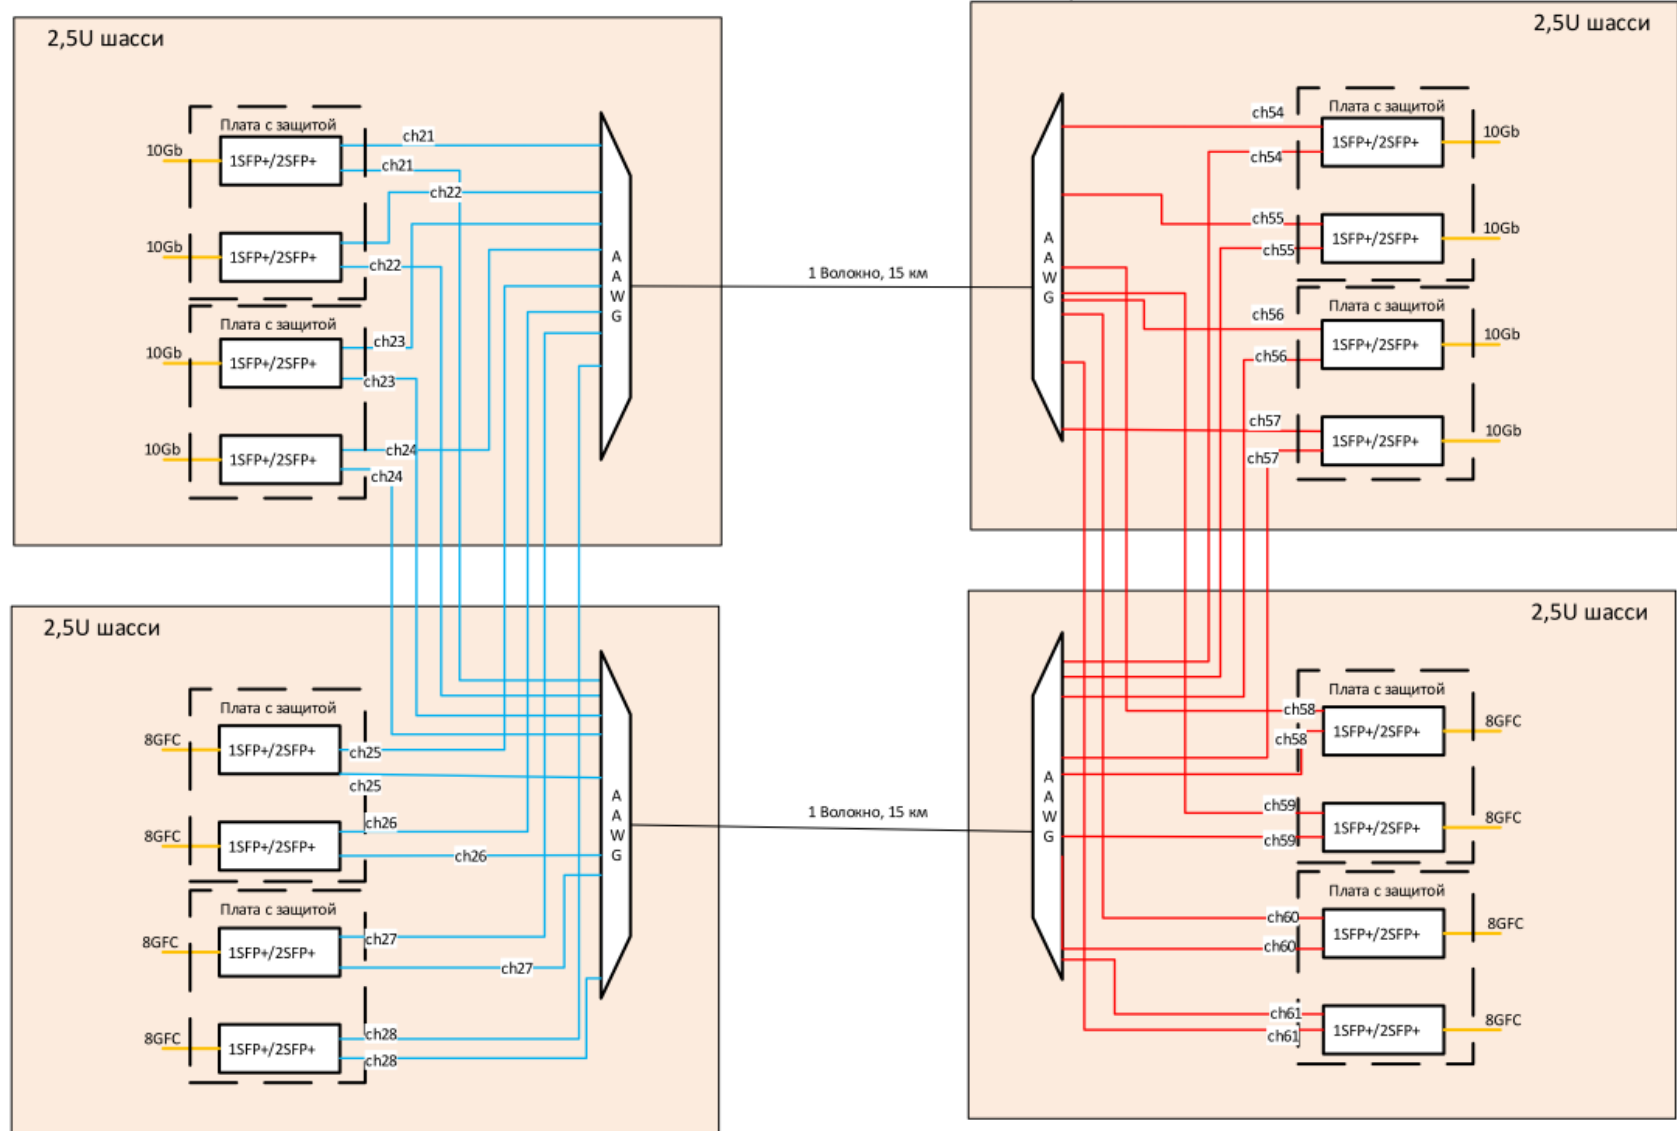 2,5U шасси
Плата с защитой
ch21
10Gb
1SFP+/2SFP+
ch21
ch22
10Gb
1SFP+/2SFP+
ch22
Плата с защитой
ch23
10Gb
1SFP+/2SFP+
ch23
10Gb
1SFP+/2SFP+
ch24
ch24
A
A
W
G
1 Волокно, 15 км
2,5U шасси
A
A
W
G
ch54
Плата с защитой
1SFP+/2SFP+
10Gb
ch54
ch55
1SFP+/2SFP+
10Gb
ch55
Плата с защитой
ch56
1SFP+/2SFP+
10Gb
ch56
ch57
1SFP+/2SFP+
10Gb
ch57
2,5U шасси
Плата с защитой
8GFC
1SFP+/2SFP+
ch25
ch25
ch26
8GFC
1SFP+/2SFP+
ch26
Плата с защитой
8GFC
1SFP+/2SFP+
ch27
ch27
8GFC
1SFP+/2SFP+
ch28
ch28
A
A
W
G
1 Волокно, 15 км
2,5U шасси
A
A
W
G
Плата с защитой
ch58
1SFP+/2SFP+
8GFC
ch58
ch59
1SFP+/2SFP+
8GFC
ch59
Плата с защитой
ch60
1SFP+/2SFP+
8GFC
ch60
ch61
1SFP+/2SFP+
8GFC
ch61